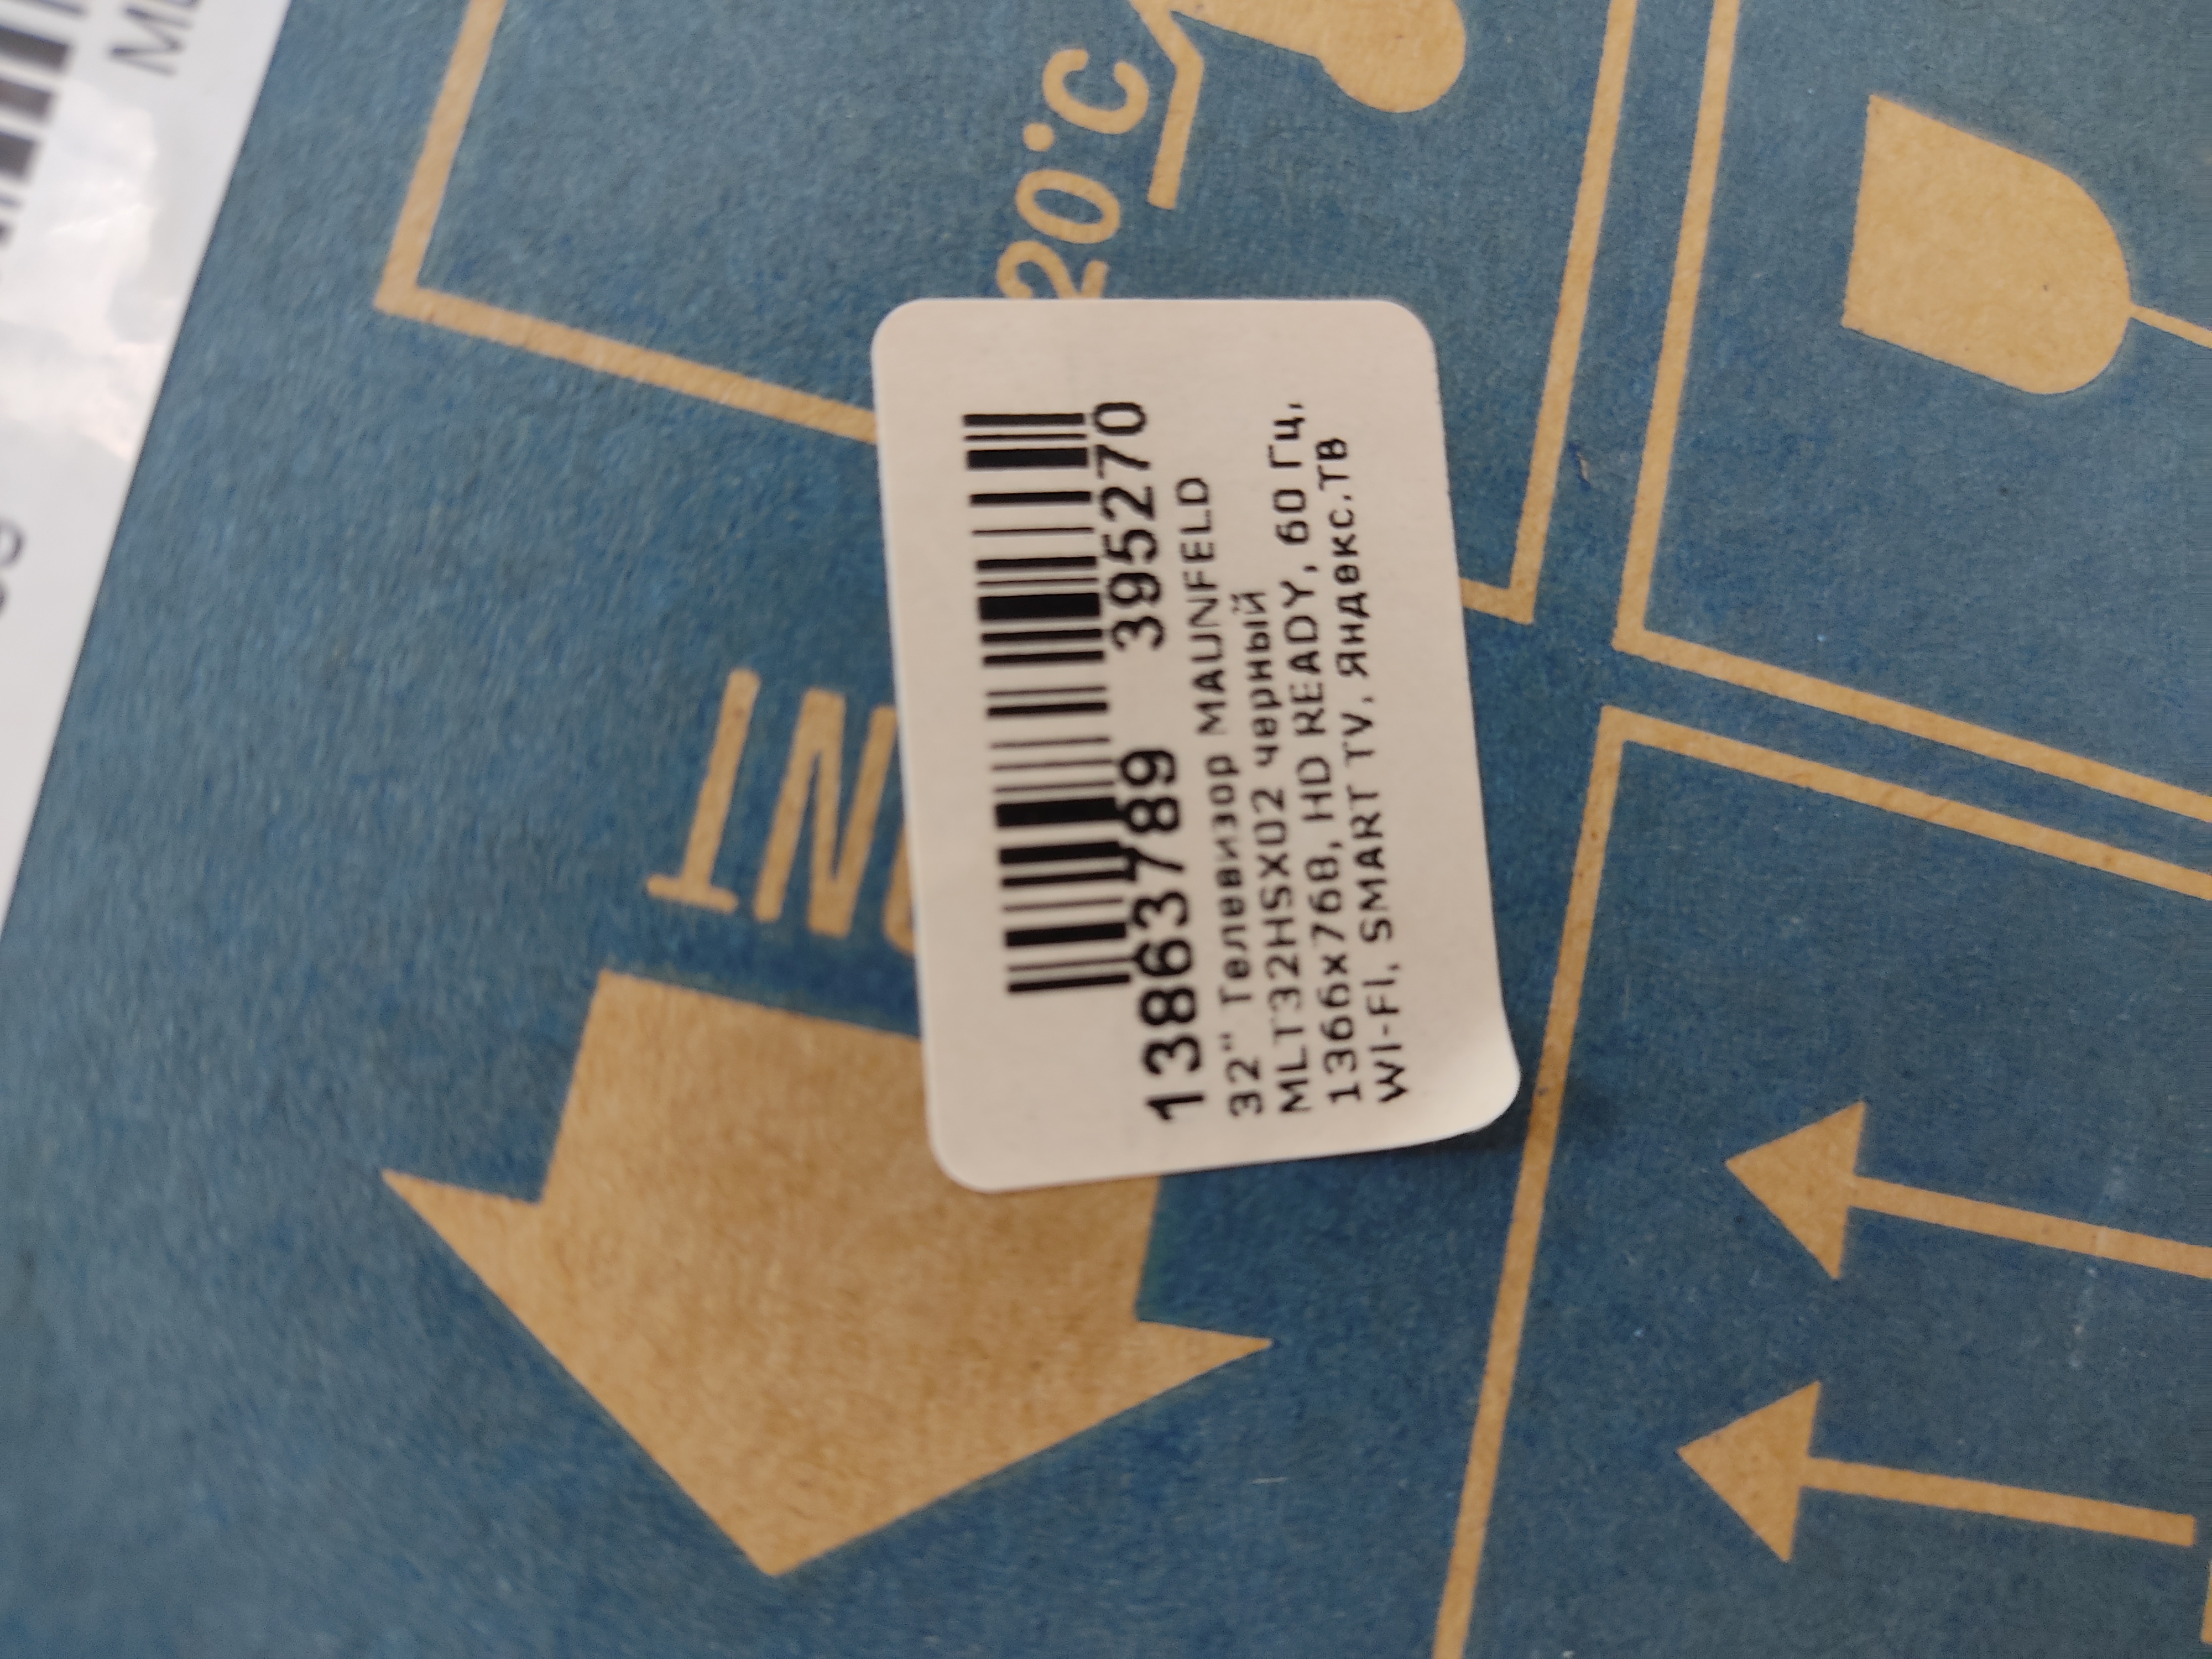 20°C
13863789 395270
32" Телевизор MAUNFELD
MLT32HSX02 черный
1366x768, HD READY, 60 Гц,
WI-FI, SMART TV, Яндекс.ТВ